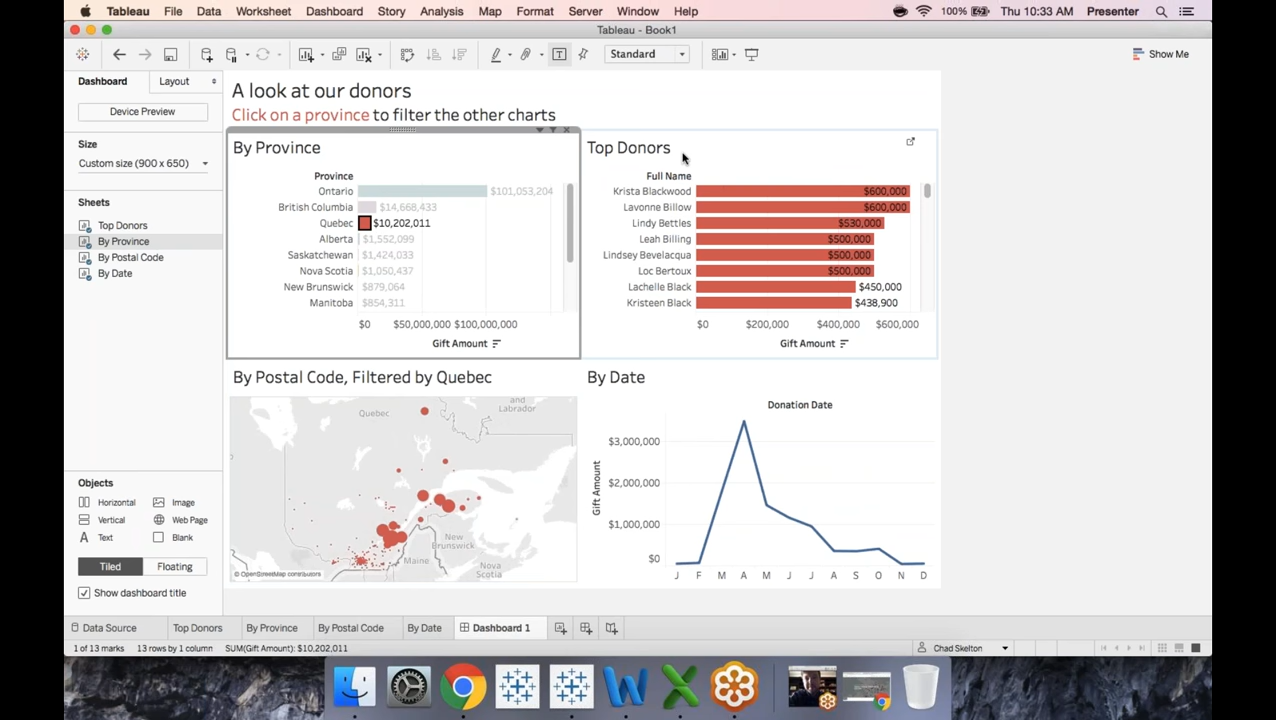 Tableau File Data Worksheet Dashboard Story Analysis Map Format Server Window Help 100% Thu 10:33 AM Presenter
Tableau - Book1
Standard Show Me
Dashboard Layout
Device Preview
Size
Custom size (900 x 650)
Sheets
Top Donors
By Province
By Postal Code
By Date
Objects
Horizontal Image
Vertical Web Page
A Text Blank
Tiled Floating
Show dashboard title
A look at our donors
Click on a province to filter the other charts
By Province
Province
Ontario $101,053,204
British Columbia $14,668,433
Quebec $10,202,011
Alberta $1,552,099
Saskatchewan $1,424,033
Nova Scotia $1,050,437
New Brunswick $879,064
Manitoba $854,311
$0 $50,000,000 $100,000,000
Gift Amount
Top Donors
Full Name
Krista Blackwood $600,000
Lavonne Billow $600,000
Lindy Bettles $530,000
Leah Billing $500,000
Lindsey Bevelacqua $500,000
Loc Bertoux $500,000
Lachelle Black $450,000
Kristeen Black $438,900
$0 $200,000 $400,000 $600,000
Gift Amount
By Postal Code, Filtered by Quebec
Quebec
and
Labrador
New
Brunswick
Maine
Nova
Scotia
© OpenStreetMap contributors
By Date
Donation Date
$3,000,000
$2,000,000
$1,000,000
$0
Gift Amount
J F M A M J J A S O N D
Data Source Top Donors By Province By Postal Code By Date Dashboard 1
1 of 13 marks 13 rows by 1 column SUM(Gift Amount): $10,202,011 Chad Skelton